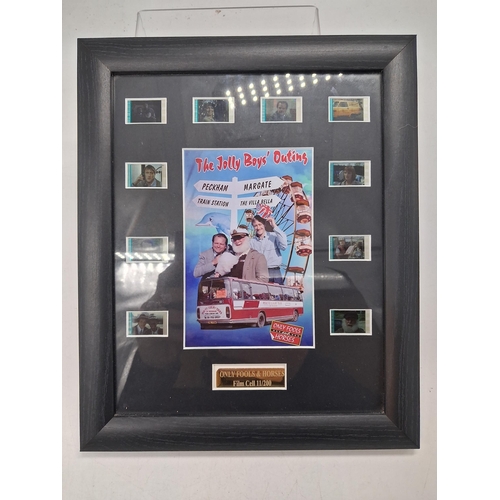 The Jolly Boys' Outing
PECKHAM
MARGATE
TRAIN STATION
THE VILLA BELLA
ONLY FOOLS
HORSES
ONLY FOOLS & HORSES
Film Cell 11/200